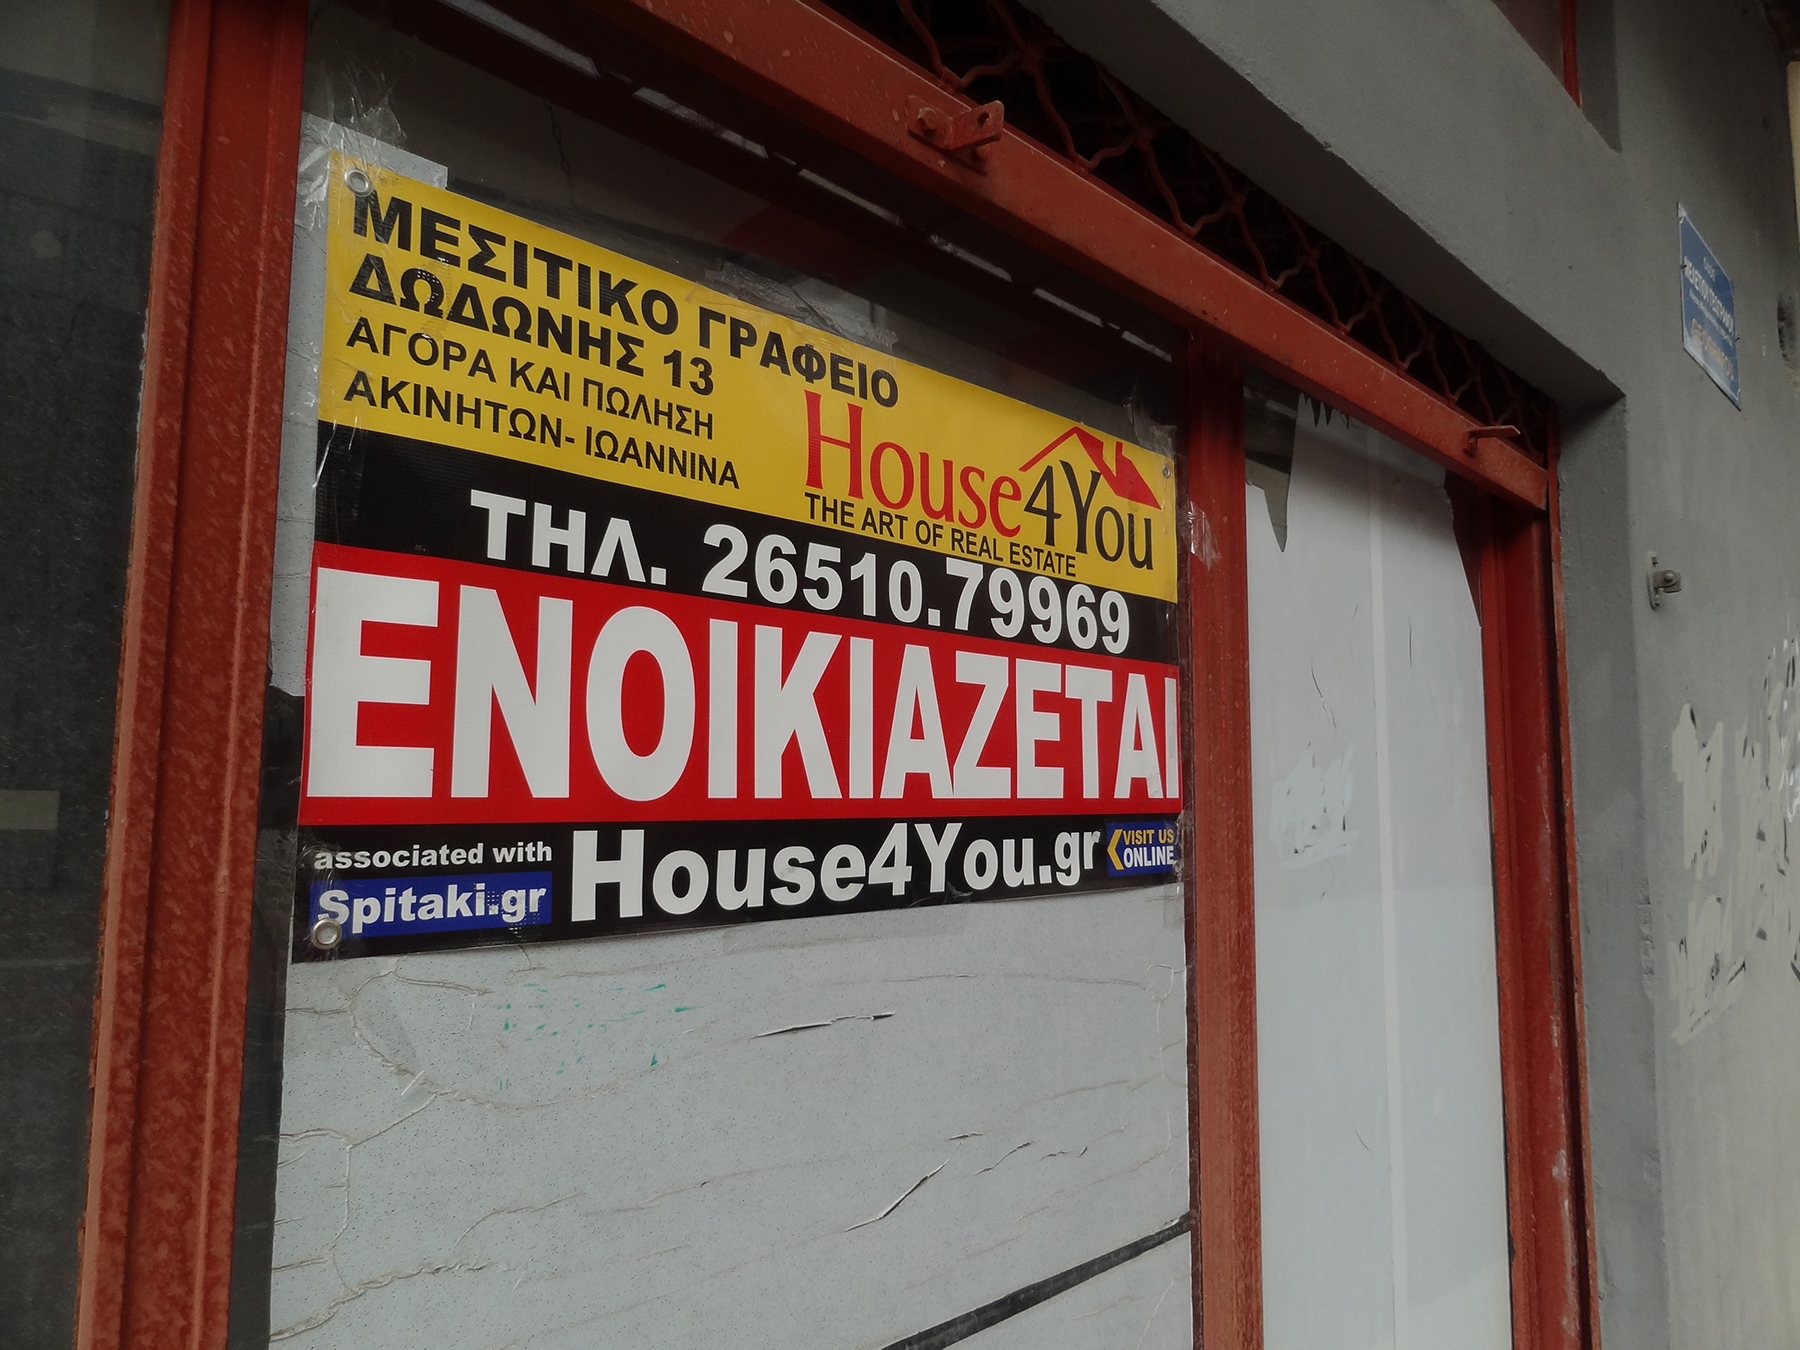 ΜΕΣΙΤΙΚΟ ΓΡΑΦΕΙΟ
ΔΩΔΩΝΗΣ 13
ΑΓΟΡΑ ΚΑΙ ΠΩΛΗΣΗ
ΑΚΙΝΗΤΩΝ- ΙΩΑΝΝΙΝΑ
House4You
THE ART OF REAL ESTATE
ΤΗΛ. 26510.79969
ΕΝΟΙΚΙΑΖΕΤΑΙ
associated with
Spitaki.gr
House4You.gr
VISIT US
ONLINE